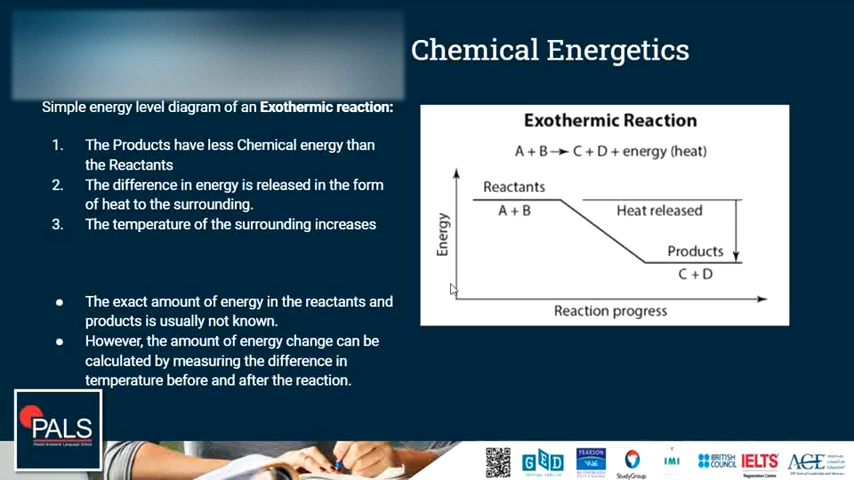 Chemical Energetics
Simple energy level diagram of an Exothermic reaction:
1. The Products have less Chemical energy than
the Reactants
2. The difference in energy is released in the form
of heat to the surrounding.
3. The temperature of the surrounding increases
● The exact amount of energy in the reactants and
products is usually not known.
● However, the amount of energy change can be
calculated by measuring the difference in
temperature before and after the reaction.
Exothermic Reaction
A + B → C + D + energy (heat)
Reactants
A + B
Heat released
Products
C + D
Energy
Reaction progress
PALS
GED
PEARSON
VUE
StudyGroup
IMI
BRITISH
COUNCIL
IELTS
Registration Centre
ACE